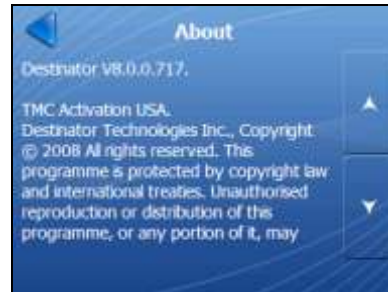 About
Destinator V8.0.0.717.
TMC Activation USA.
Destinator Technologies Inc., Copyright
© 2008 All rights reserved. This
programme is protected by copyright law
and international treaties. Unauthorised
reproduction or distribution of this
programme, or any portion of it, may